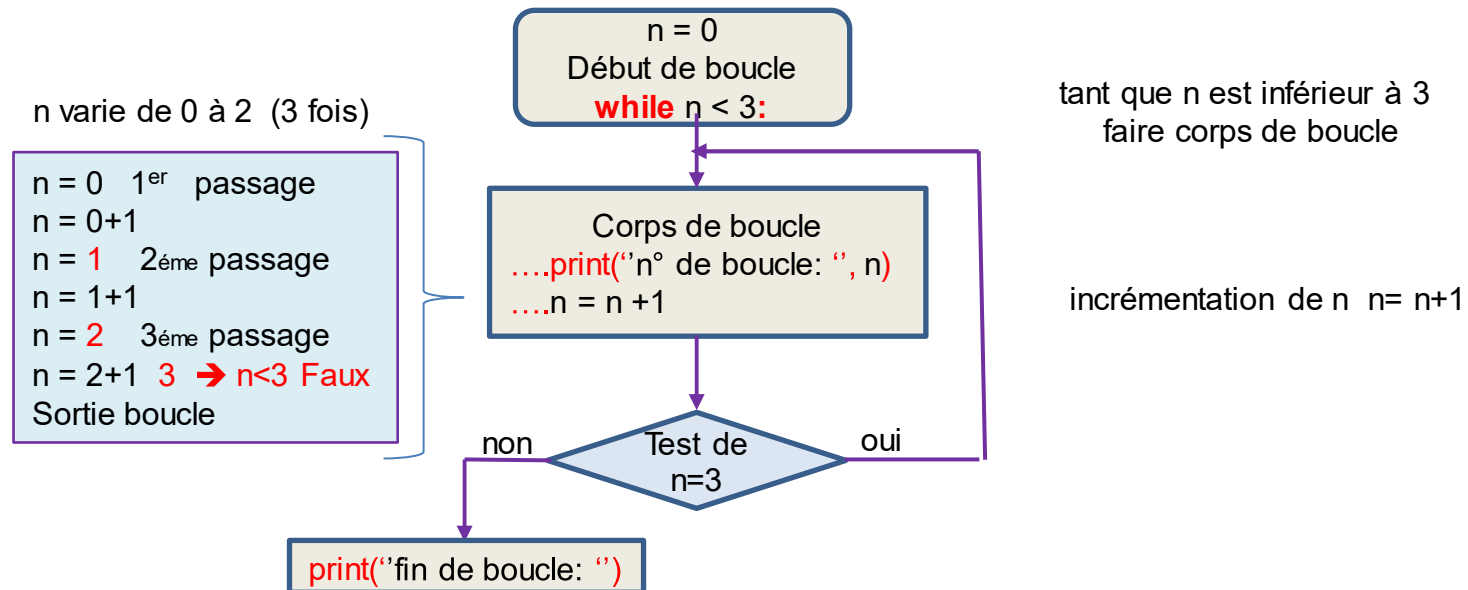 n = 0
Début de boucle
while n < 3:
tant que n est inférieur à 3
faire corps de boucle
n varie de 0 à 2  (3 fois)
n = 0   1er   passage
n = 0+1
n = 1    2éme passage
n = 1+1
n = 2    3éme passage
n = 2+1  3  ➔ n<3 Faux
Sortie boucle
Corps de boucle
....print(‘’n° de boucle: ‘’, n)
....n = n +1
incrémentation de n  n= n+1
non
Test de
n=3
oui
print(‘’fin de boucle: ‘’)